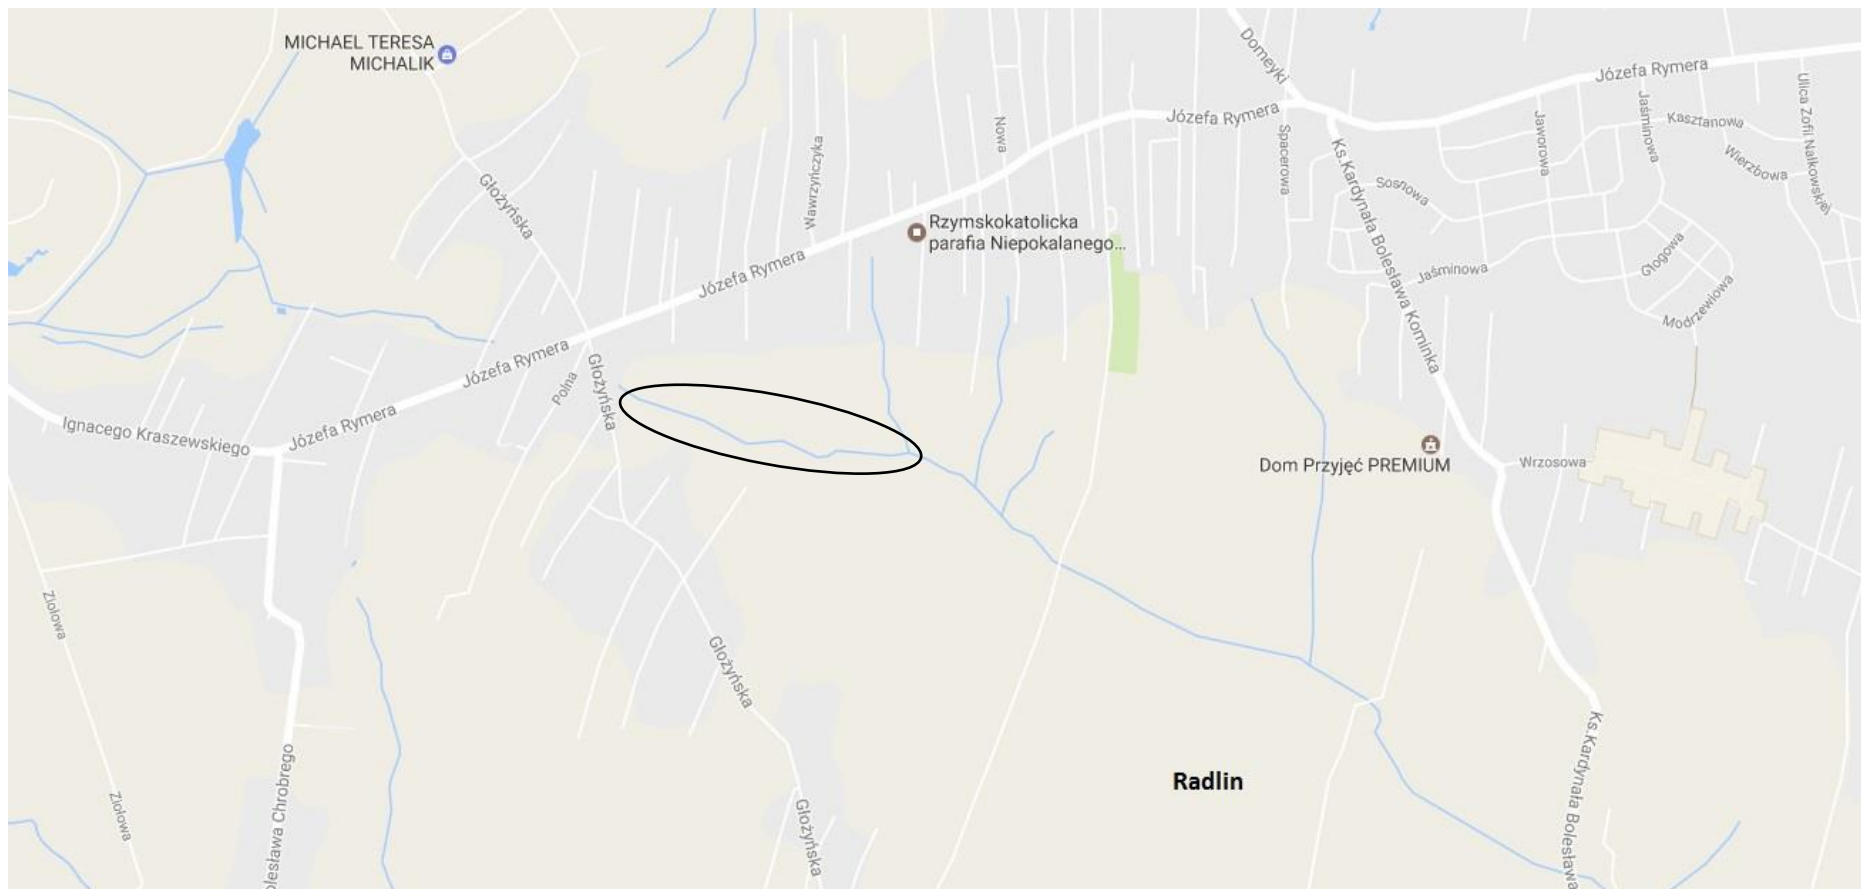 MICHAEL TERESA
MICHALIK
Domeyki
Józefa Rymera
Józefa Rymera
Ulica Zofii Nałkowskiej
Jaśminowa
Kasztanowa
Jaworowa
Wierzbowa
Nowa
Spacerowa
Wawrzyńczyka
Głożyńska
Sosnowa
Ks.Kardynała Bolesława Kominka
Rzymskokatolicka
parafia Niepokalanego...
Józefa Rymera
Jaśminowa
Głogowa
Modrzewiowa
Józefa Rymera
Polna
Głożyńska
Józefa Rymera
Ignacego Kraszewskiego
Dom Przyjęć PREMIUM
Wrzosowa
Ziołowa
Głożyńska
Radlin
Ks.Kardynała Bolesława
olesława Chrobrego
Ziołowa
Głożyńska